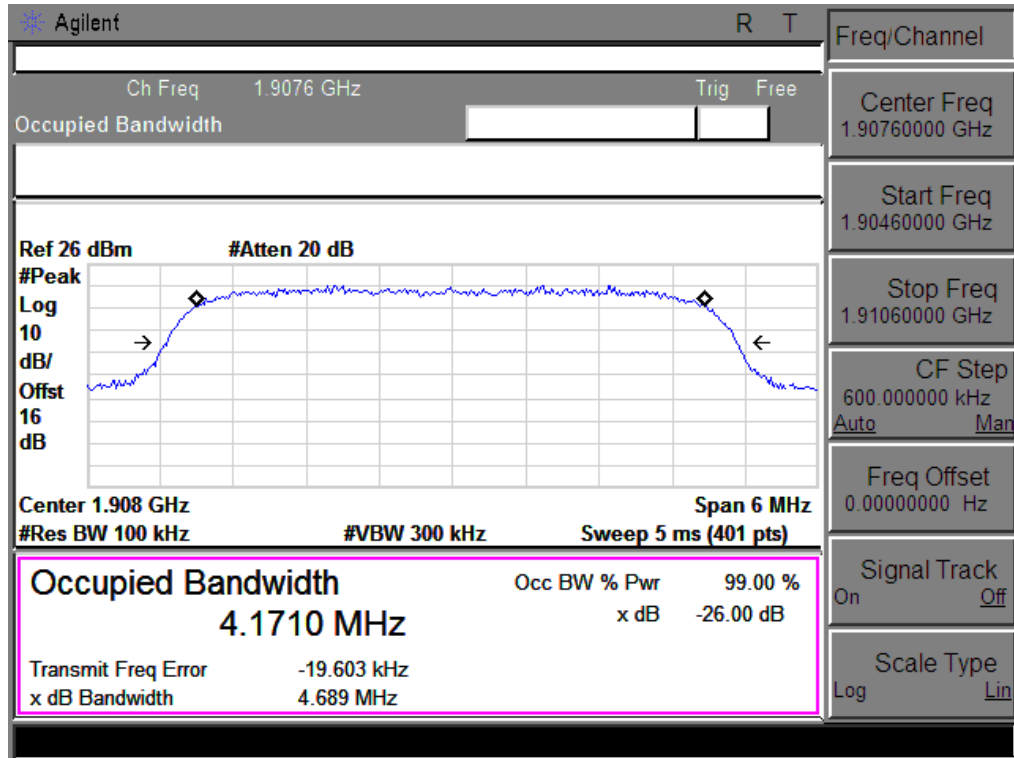 Agilent R T
Ch Freq 1.9076 GHz Trig Free
Occupied Bandwidth
Ref 26 dBm #Atten 20 dB
#Peak
Log
10
dB/
Offst
16
dB
Center 1.908 GHz Span 6 MHz
#Res BW 100 kHz #VBW 300 kHz Sweep 5 ms (401 pts)
Occupied Bandwidth Occ BW % Pwr 99.00 %
4.1710 MHz x dB -26.00 dB
Transmit Freq Error -19.603 kHz
x dB Bandwidth 4.689 MHz
Freq/Channel
Center Freq
1.90760000 GHz
Start Freq
1.90460000 GHz
Stop Freq
1.91060000 GHz
CF Step
600.000000 kHz
Auto Man
Freq Offset
0.00000000 Hz
Signal Track
On Off
Scale Type
Log Lin